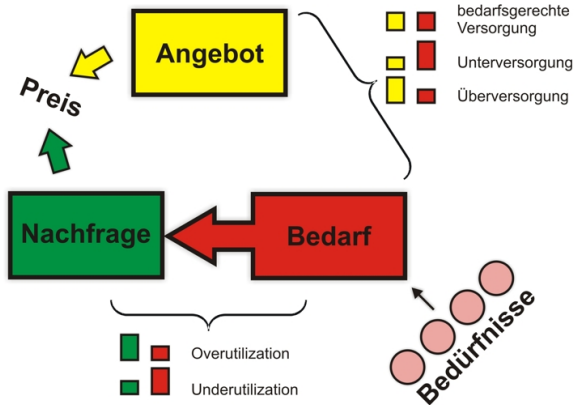 Angebot
bedarfsgerechte
Versorgung
Unterversorgung
Überversorgung
Preis
Nachfrage
Bedarf
Bedürfnisse
Overutilization
Underutilization